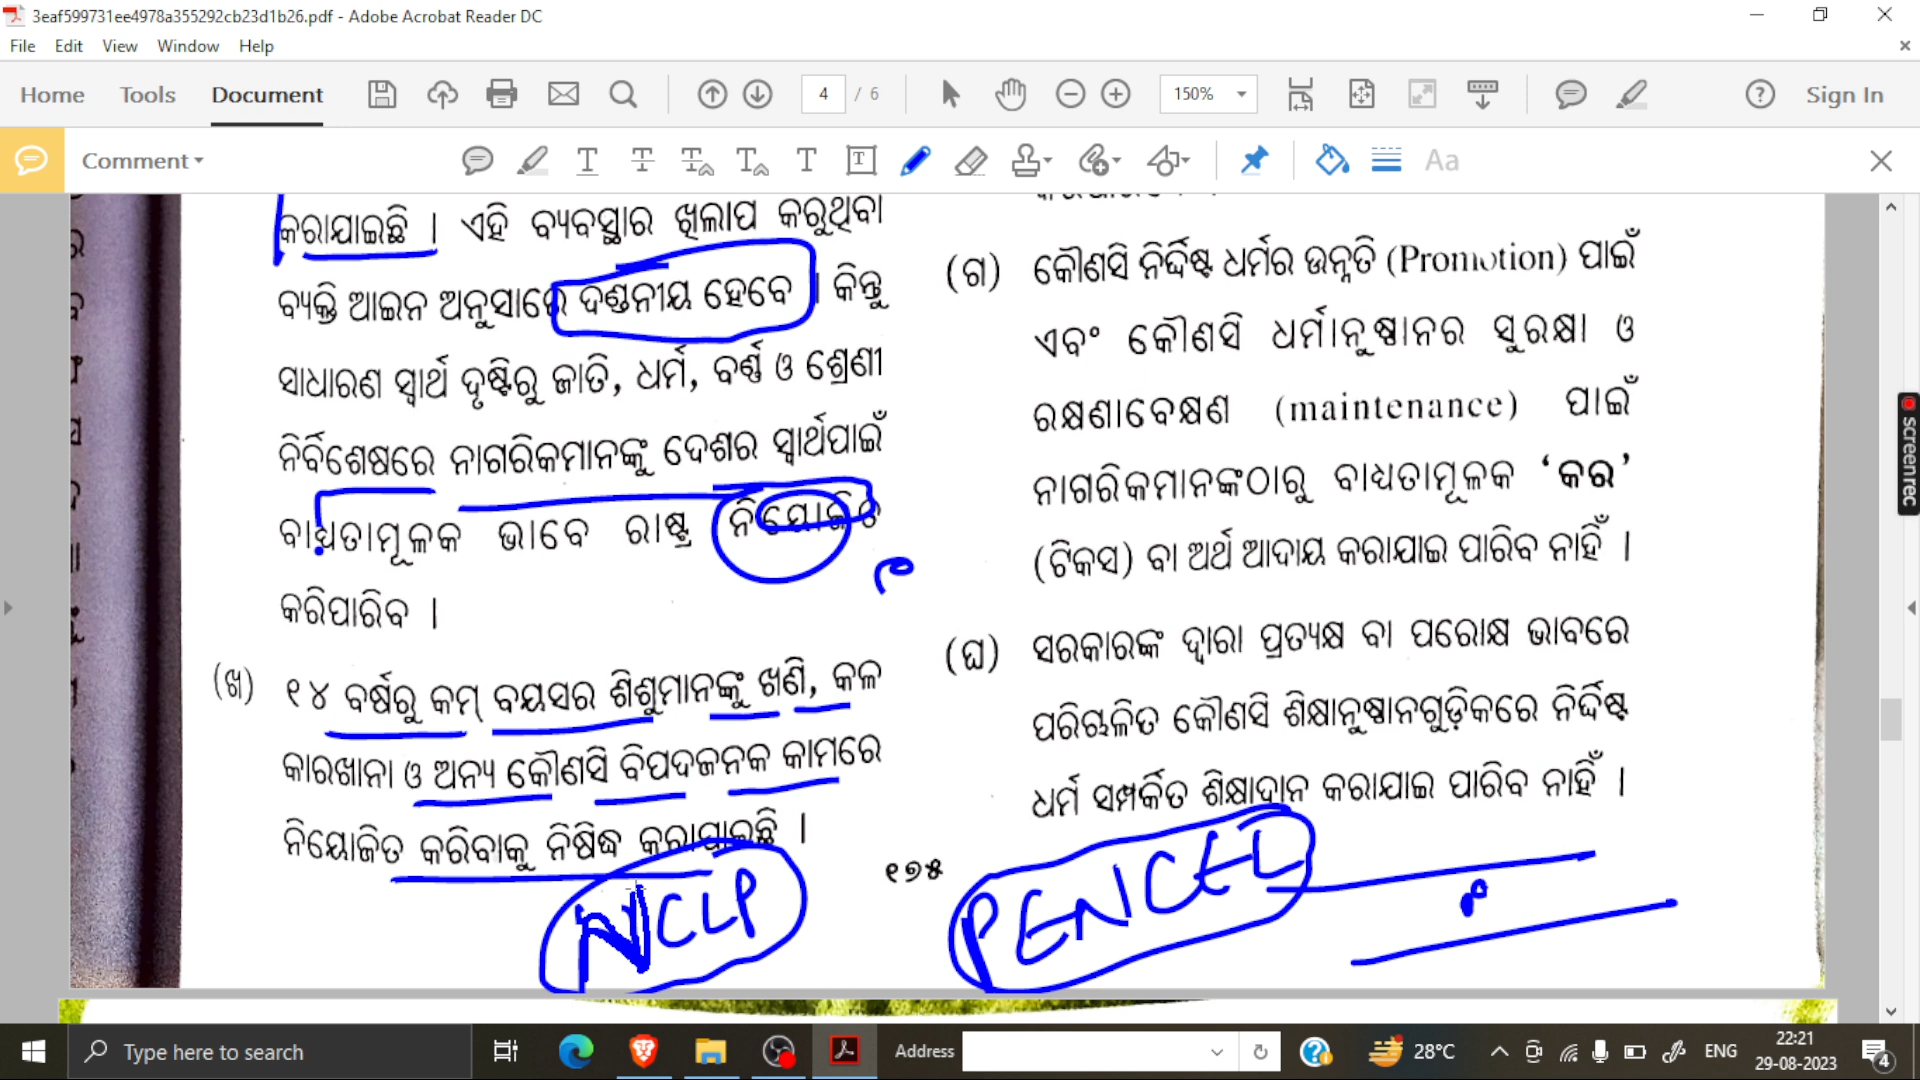 3eaf599731ee4978a355292cb23d1b26.pdf - Adobe Acrobat Reader DC
File Edit View Window Help
Home Tools Document 4 / 6 150% Sign In
Comment Aa
କରାଯାଇଛି । ଏହି ବ୍ୟବସ୍ଥାର ଖିଲାପ କରୁଥିବା
ବ୍ୟକ୍ତି ଆଇନ ଅନୁସାରେ ଦଣ୍ଡନୀୟ ହେବେ । କିନ୍ତୁ
ସାଧାରଣ ସ୍ୱାର୍ଥ ଦୃଷ୍ଟିରୁ ଜାତି, ଧର୍ମ, ବର୍ଣ୍ଣ ଓ ଶ୍ରେଣୀ
ନିର୍ବିଶେଷରେ ନାଗରିକମାନଙ୍କୁ ଦେଶର ସ୍ୱାର୍ଥପାଇଁ
ବାଧ୍ୟତାମୂଳକ ଭାବେ ରାଷ୍ଟ୍ର ନିଯୋଜିତ
କରିପାରିବ ।
(ଖ) ୧୪ ବର୍ଷରୁ କମ୍ ବୟସର ଶିଶୁମାନଙ୍କୁ ଖଣି, କଳ
କାରଖାନା ଓ ଅନ୍ୟ କୌଣସି ବିପଦଜନକ କାମରେ
ନିୟୋଜିତ କରିବାକୁ ନିଷିଦ୍ଧ କରାଯାଇଛି ।
NCLP
(ଗ) କୌଣସି ନିର୍ଦ୍ଦିଷ୍ଟ ଧର୍ମର ଉନ୍ନତି (Promotion) ପାଇଁ
ଏବଂ କୌଣସି ଧର୍ମାନୁଷ୍ଠାନର ସୁରକ୍ଷା ଓ
ରକ୍ଷଣାବେକ୍ଷଣ (maintenance) ପାଇଁ
ନାଗରିକମାନଙ୍କଠାରୁ ବାଧ୍ୟତାମୂଳକ ‘କର’
(ଟିକସ) ବା ଅର୍ଥ ଆଦାୟ କରାଯାଇ ପାରିବ ନାହିଁ ।
(ଘ) ସରକାରଙ୍କ ଦ୍ୱାରା ପ୍ରତ୍ୟକ୍ଷ ବା ପରୋକ୍ଷ ଭାବରେ
ପରିଚାଳିତ କୌଣସି ଶିକ୍ଷାନୁଷ୍ଠାନଗୁଡ଼ିକରେ ନିର୍ଦ୍ଦିଷ୍ଟ
ଧର୍ମ ସମ୍ପର୍କିତ ଶିକ୍ଷାଦାନ କରାଯାଇ ପାରିବ ନାହିଁ ।
୧୭୫
PENCEL
screenrec
Type here to search Address 28°C ENG 22:21
29-08-2023 4